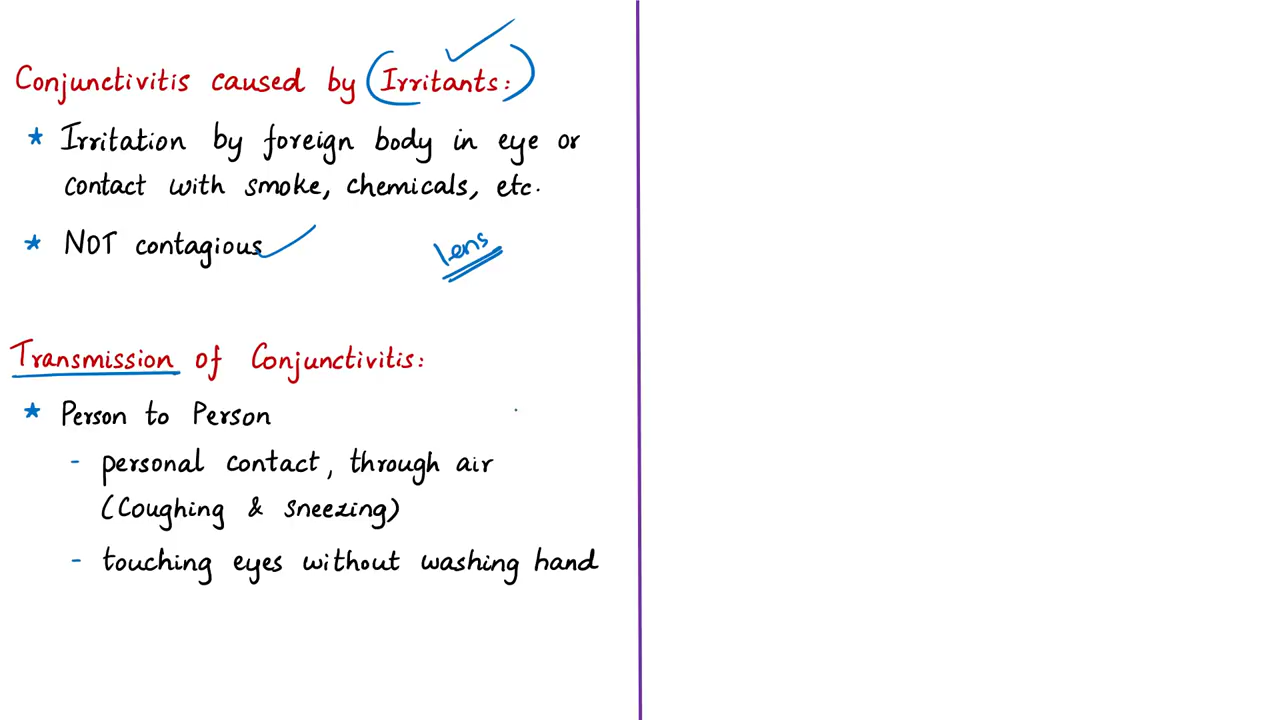 Conjunctivitis caused by (Irritants:)
* Irritation by foreign body in eye or
contact with smoke, chemicals, etc.
* NOT contagious
lens
Transmission of Conjunctivitis:
* Person to Person
- personal contact, through air
(Coughing & sneezing)
- touching eyes without washing hand